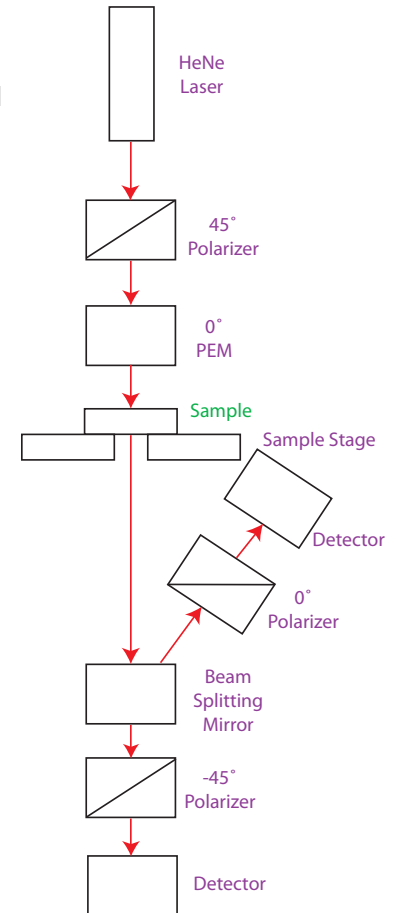 HeNe
Laser
45°
Polarizer
0°
PEM
Sample
Sample Stage
Detector
0°
Polarizer
Beam
Splitting
Mirror
-45°
Polarizer
Detector